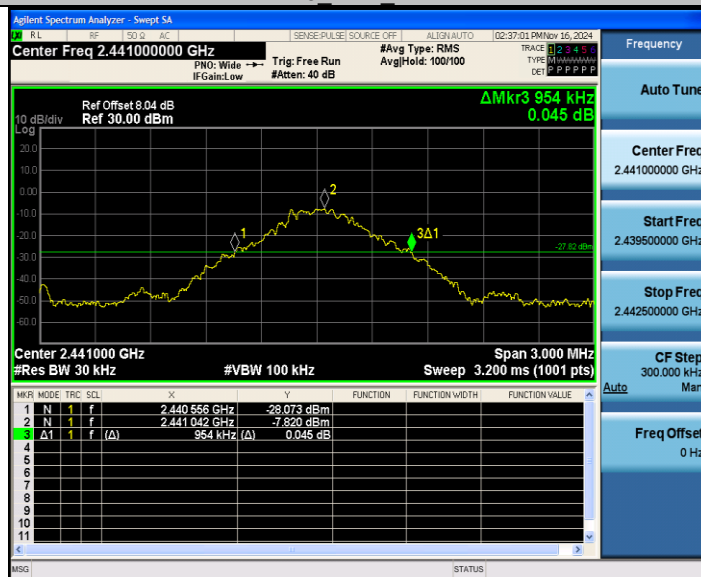 Agilent Spectrum Analyzer - Swept SA
RL RF 50 Ω AC SENSE:PULSE SOURCE OFF ALIGN AUTO 02:37:01 PM Nov 16, 2024
Center Freq 2.441000000 GHz
PNO: Wide
IFGain:Low
Trig: Free Run
#Atten: 40 dB
#Avg Type: RMS
Avg|Hold: 100/100
TRACE 1 2 3 4 5 6
TYPE M
DET P P P P P P
ΔMkr3 954 kHz
0.045 dB
Ref Offset 8.04 dB
10 dB/div Ref 30.00 dBm
Log
20.0
10.0
0.00
-10.0
-20.0
-30.0
-40.0
-50.0
-60.0
1
2
3Δ1
-27.82 dBm
Center 2.441000 GHz Span 3.000 MHz
#Res BW 30 kHz #VBW 100 kHz Sweep 3.200 ms (1001 pts)
MKR MODE TRC SCL X Y FUNCTION FUNCTION WIDTH FUNCTION VALUE
1 N 1 f 2.440 556 GHz -28.073 dBm
2 N 1 f 2.441 042 GHz -7.820 dBm
3 Δ1 1 f (Δ) 954 kHz (Δ) 0.045 dB
4
5
6
7
8
9
10
11
MSG STATUS
Frequency
Auto Tune
Center Freq
2.441000000 GHz
Start Freq
2.439500000 GHz
Stop Freq
2.442500000 GHz
CF Step
300.000 kHz
Auto Man
Freq Offset
0 Hz